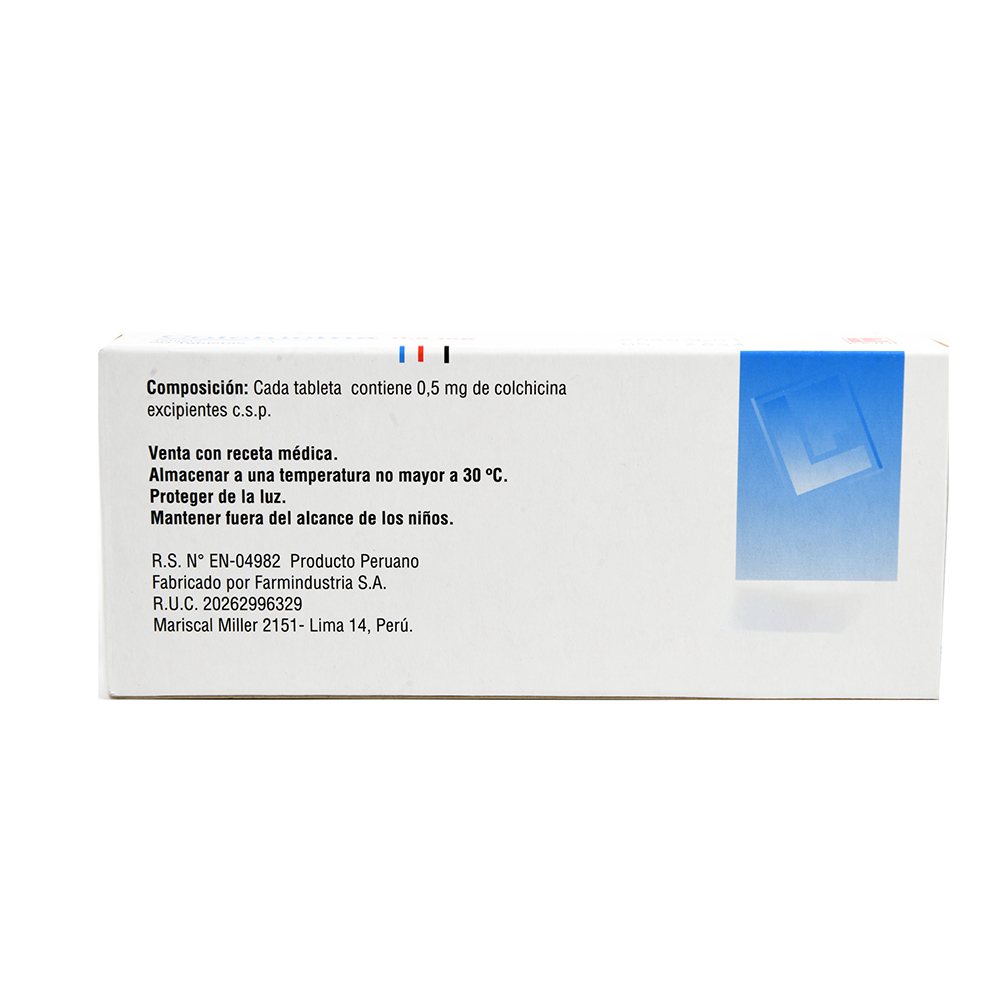 Composición: Cada tableta contiene 0,5 mg de colchicina
excipientes c.s.p.
Venta con receta médica.
Almacenar a una temperatura no mayor a 30 ºC.
Proteger de la luz.
Mantener fuera del alcance de los niños.
R.S. N° EN-04982 Producto Peruano
Fabricado por Farmindustria S.A.
R.U.C. 20262996329
Mariscal Miller 2151- Lima 14, Perú.